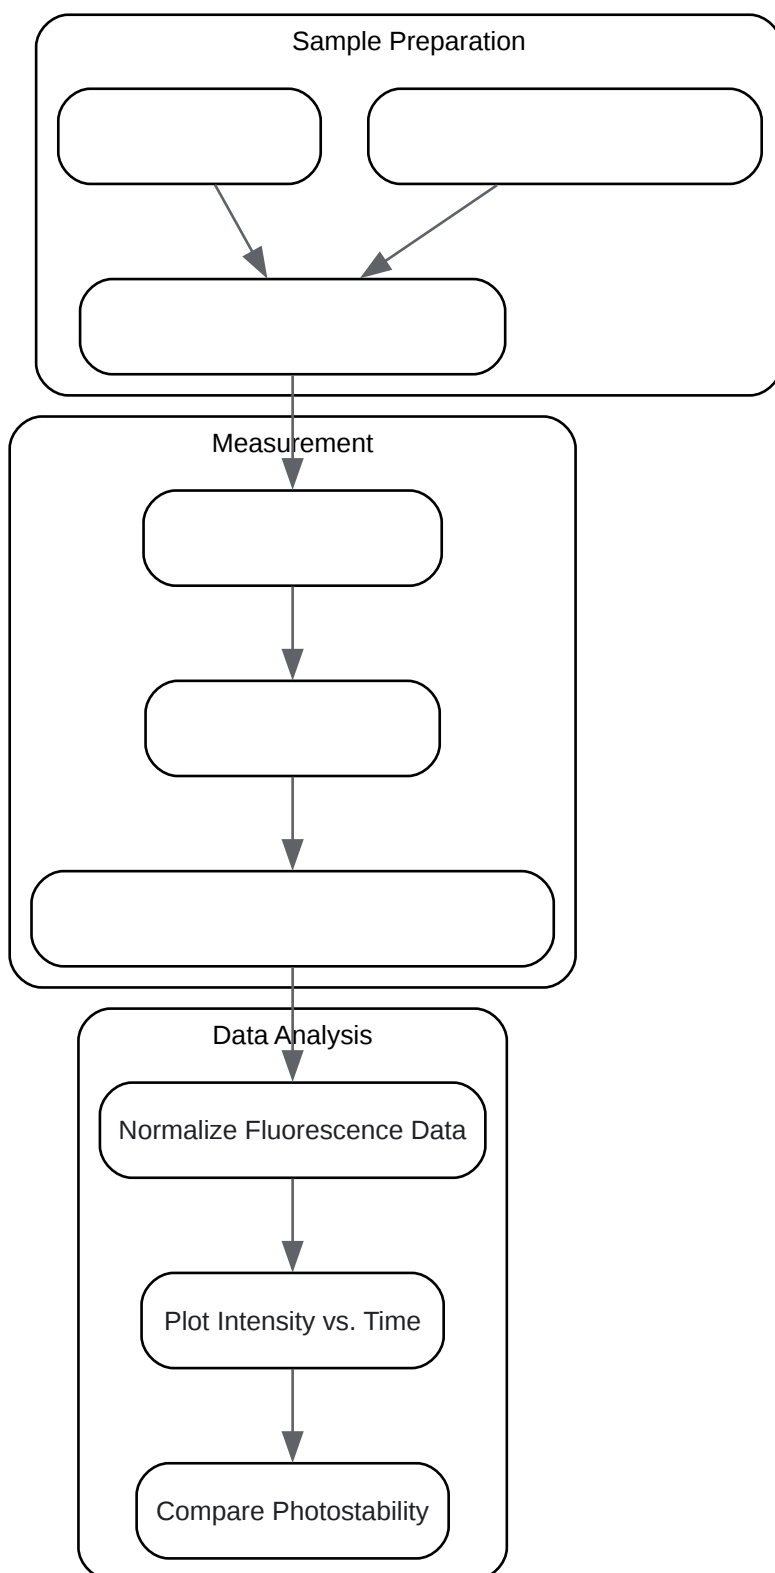 Sample Preparation
Measurement
Data Analysis
Normalize Fluorescence Data
Plot Intensity vs. Time
Compare Photostability